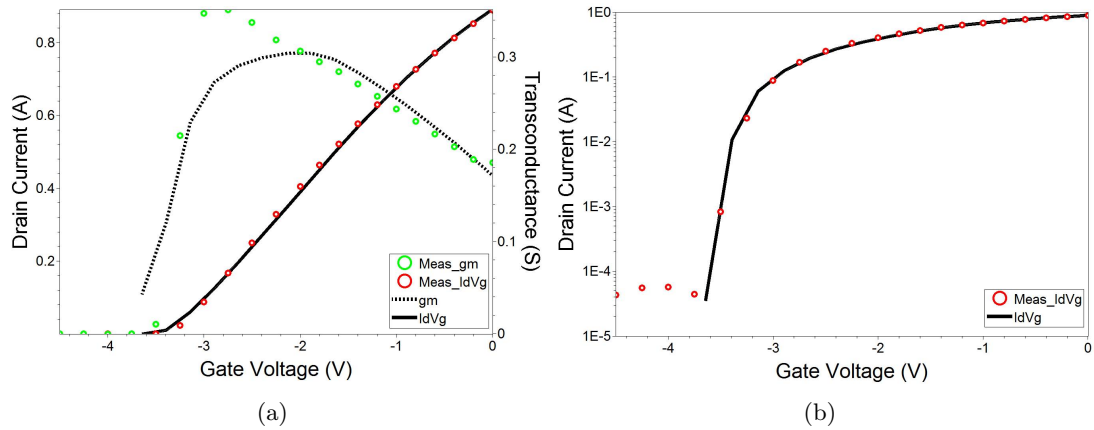 0.8
0.6
0.4
0.2
Drain Current (A)
0.3
0.2
0.1
0
Transconductance (S)
Meas_gm
Meas_IdVg
gm
IdVg
-4 -3 -2 -1 0
Gate Voltage (V)
(a)
1E0
1E-1
1E-2
1E-3
1E-4
1E-5
Drain Current (A)
Meas_IdVg
IdVg
-4 -3 -2 -1 0
Gate Voltage (V)
(b)